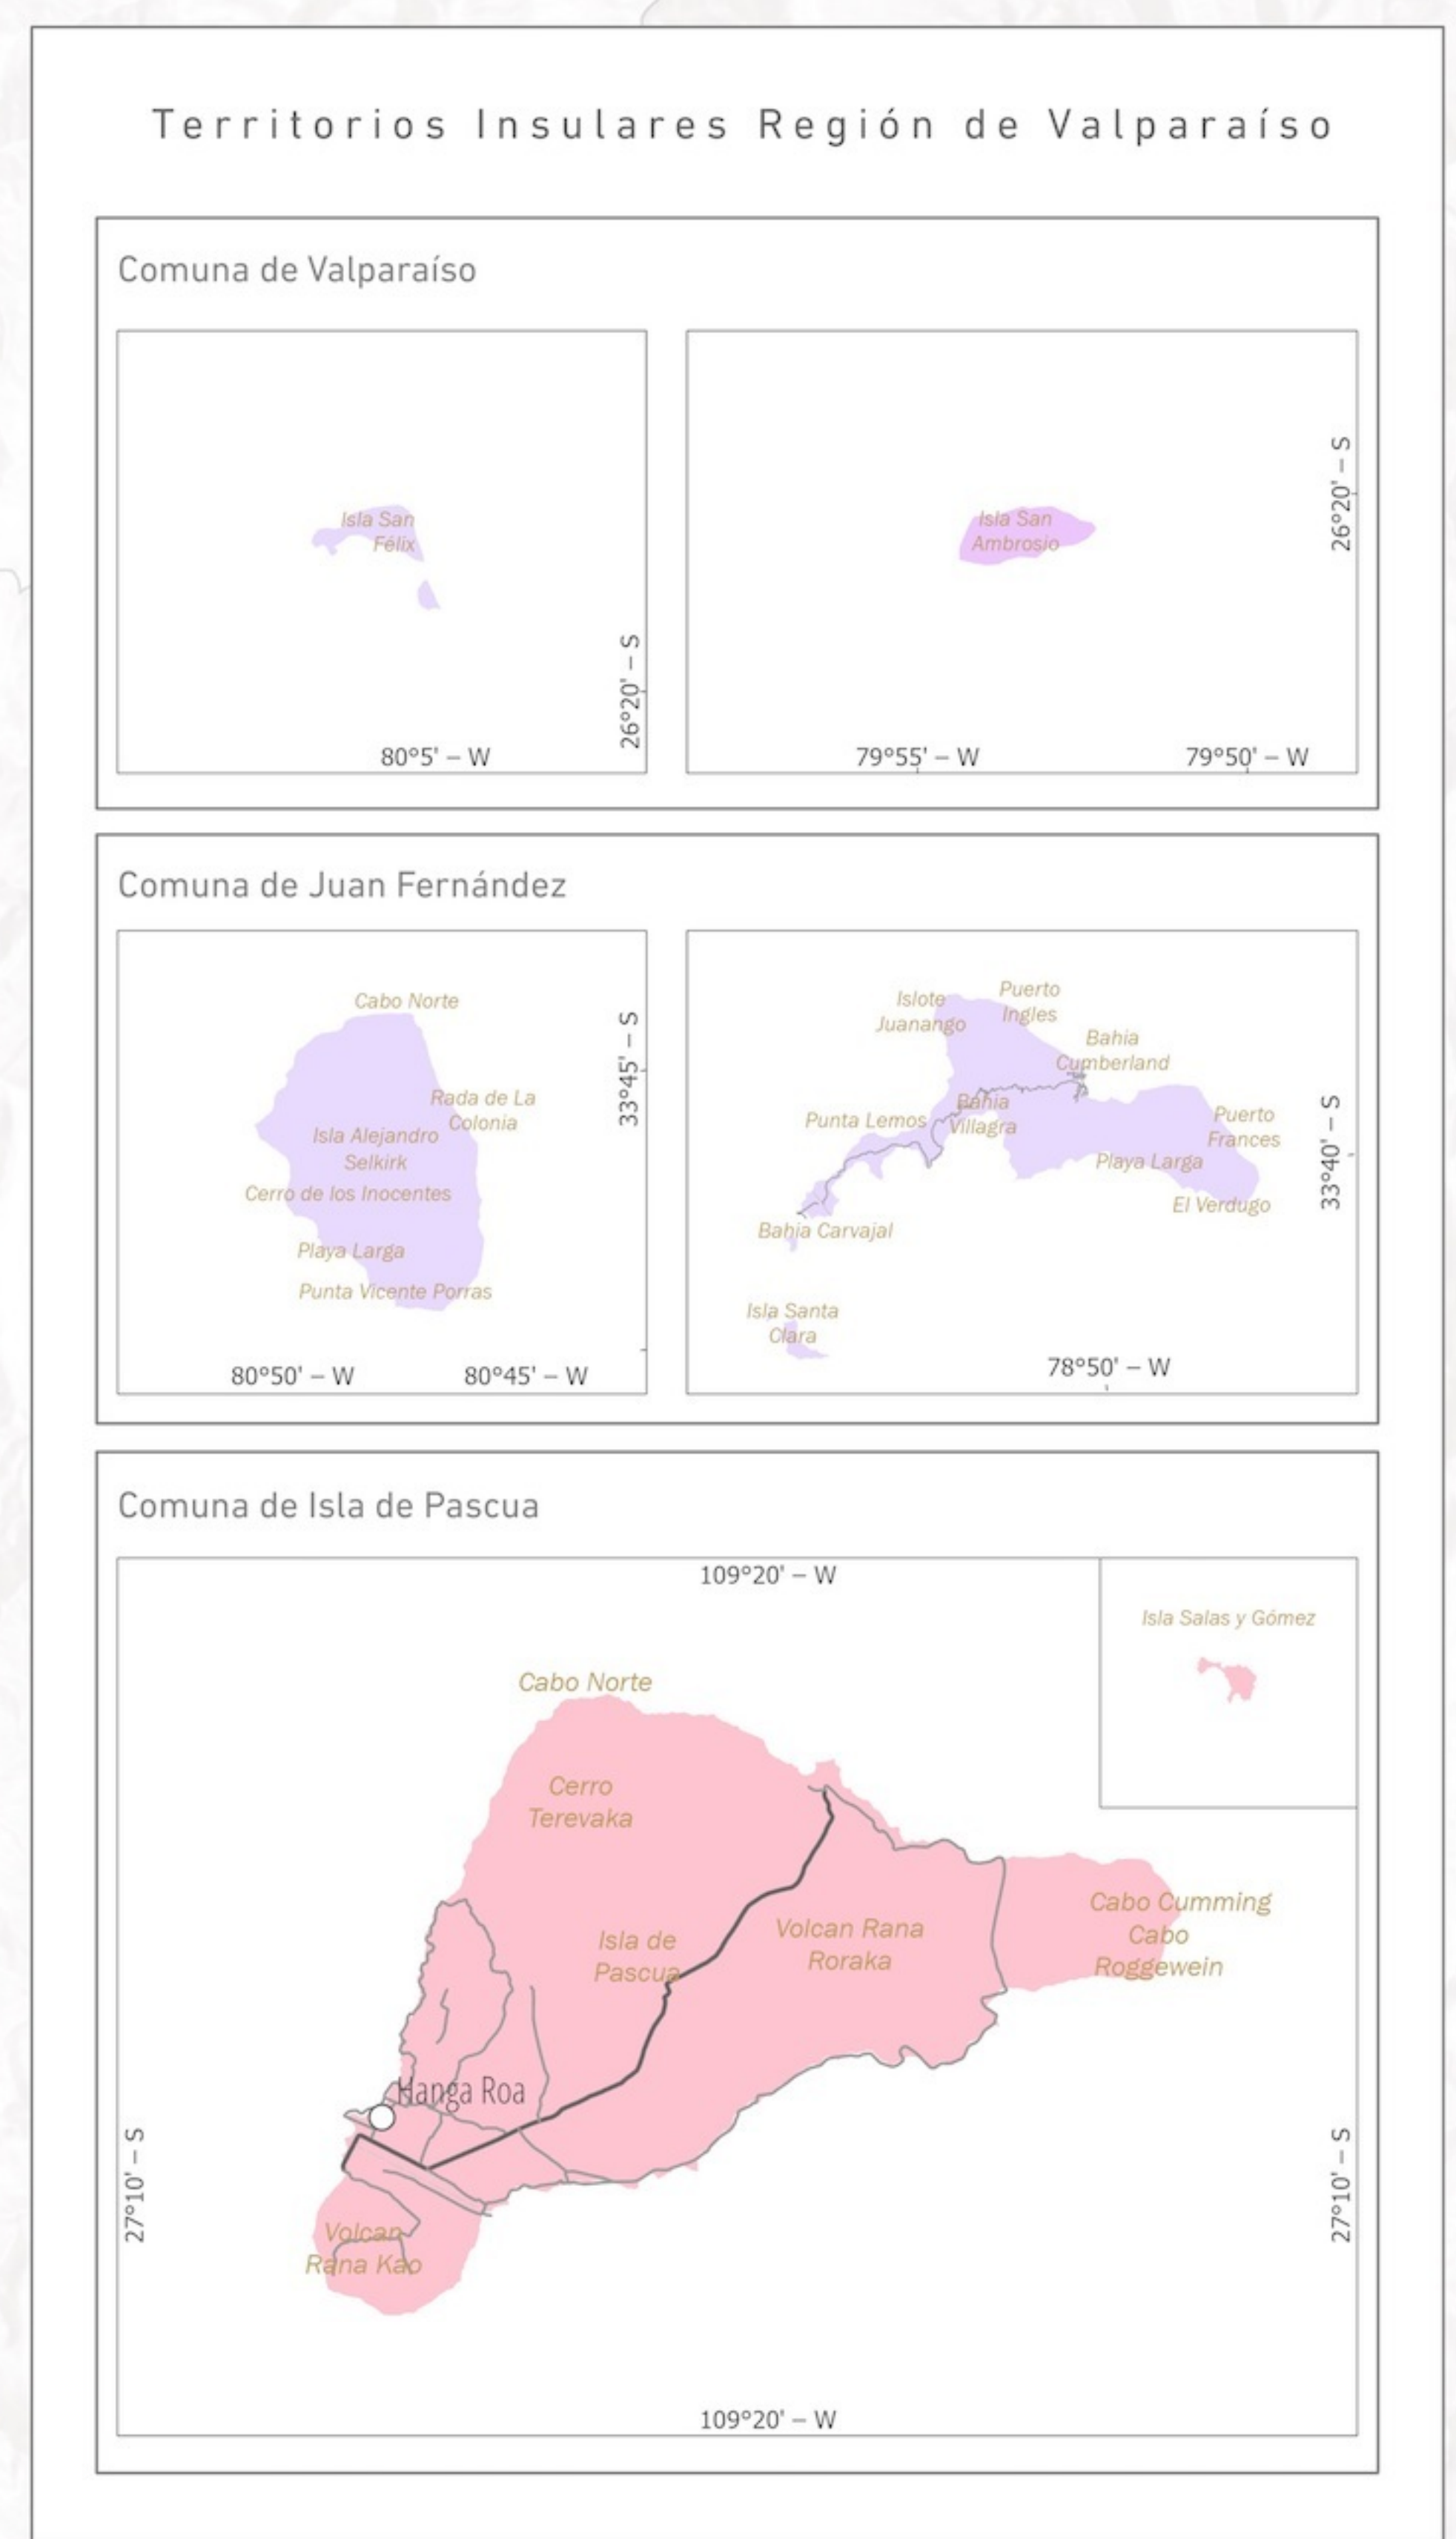 Territorios Insulares Región de Valparaíso
Comuna de Valparaíso
Isla San
Félix
26°20' – S
80°5' – W
Isla San
Ambrosio
26°20' – S
79°55' – W
79°50' – W
Comuna de Juan Fernández
Cabo Norte
33°45' – S
Rada de La
Colonia
Isla Alejandro
Selkirk
Cerro de los Inocentes
Playa Larga
Punta Vicente Porras
80°50' – W
80°45' – W
Islote
Juanango
Puerto
Ingles
Bahia
Cumberland
Bahia
Villagra
Punta Lemos
Puerto
Frances
Playa Larga
33°40' – S
El Verdugo
Bahia Carvajal
Isla Santa
Clara
78°50' – W
Comuna de Isla de Pascua
109°20' – W
Isla Salas y Gómez
Cabo Norte
Cerro
Terevaka
Cabo Cumming
Cabo
Roggewein
Volcan Rana
Roraka
Isla de
Pascua
Hanga Roa
27°10' – S
27°10' – S
Volcan
Rana Kao
109°20' – W